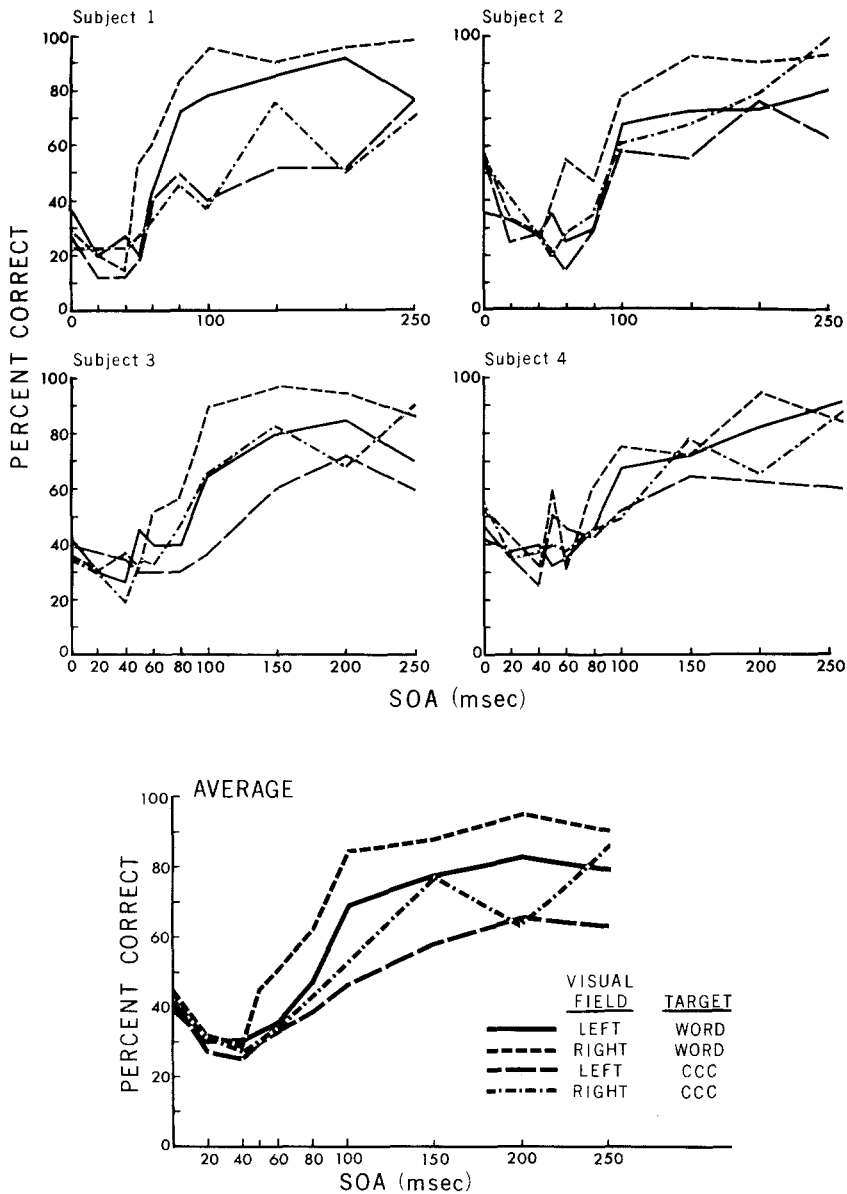 Subject 1
100
80
60
40
20
0
0
100
250
Subject 2
100
0
0
100
250
PERCENT CORRECT
Subject 3
100
80
60
40
20
0
0 20 40 60 80 100 150 200 250
Subject 4
100
0
0 20 40 60 80 100 150 200 250
SOA (msec)
AVERAGE
100
80
60
40
20
0
PERCENT CORRECT
20 40 60 80 100 150 200 250
SOA (msec)
VISUAL
FIELD TARGET
LEFT WORD
RIGHT WORD
LEFT CCC
RIGHT CCC